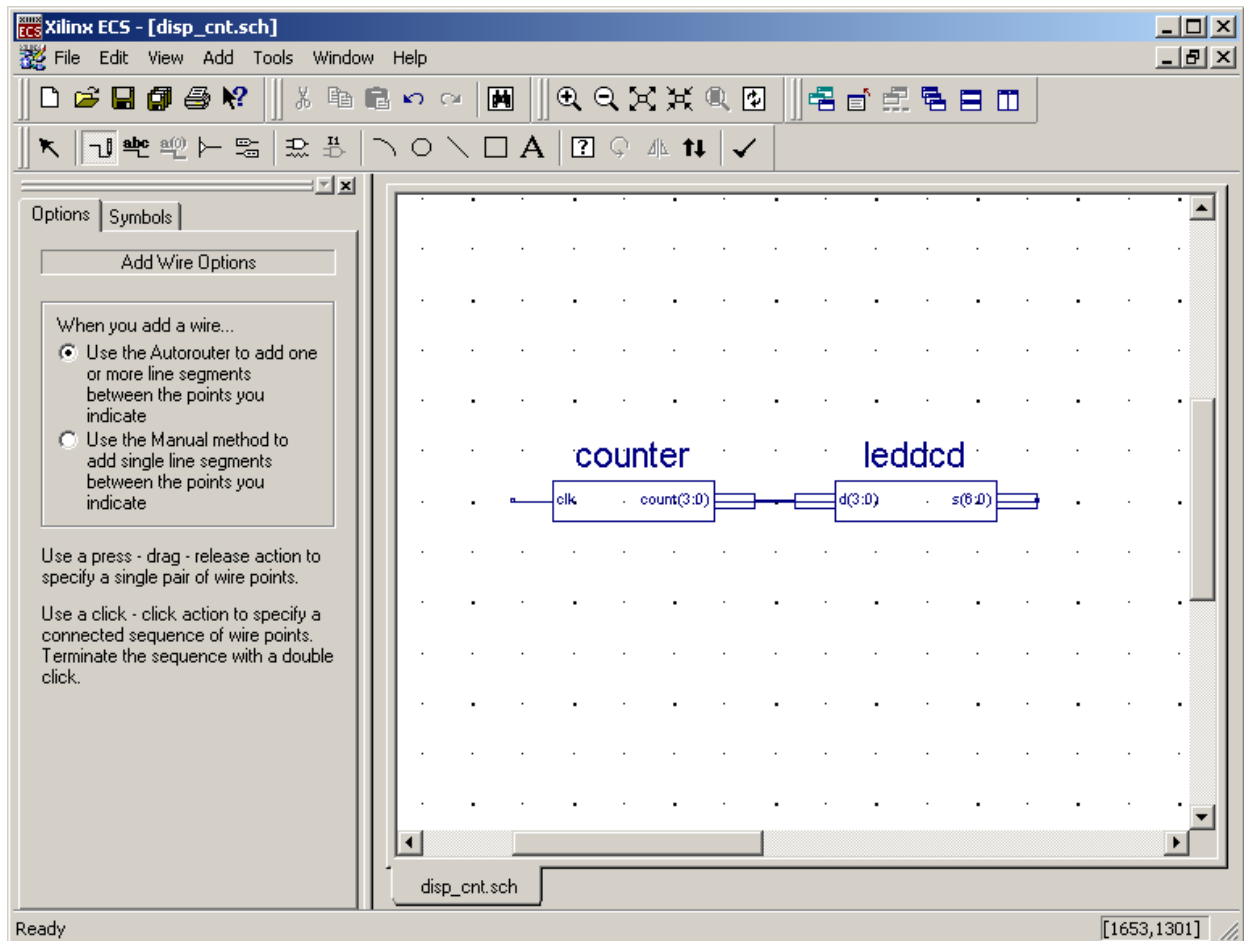 Xilinx ECS - [disp_cnt.sch]
File Edit View Add Tools Window Help
abc
a(0)
I1
A
Options Symbols
Add Wire Options
When you add a wire...
Use the Autorouter to add one
or more line segments
between the points you
indicate
Use the Manual method to
add single line segments
between the points you
indicate
Use a press - drag - release action to
specify a single pair of wire points.
Use a click - click action to specify a
connected sequence of wire points.
Terminate the sequence with a double
click.
counter leddcd
clk count(3:0) d(3:0) s(6:0)
disp_cnt.sch
Ready [1653,1301]